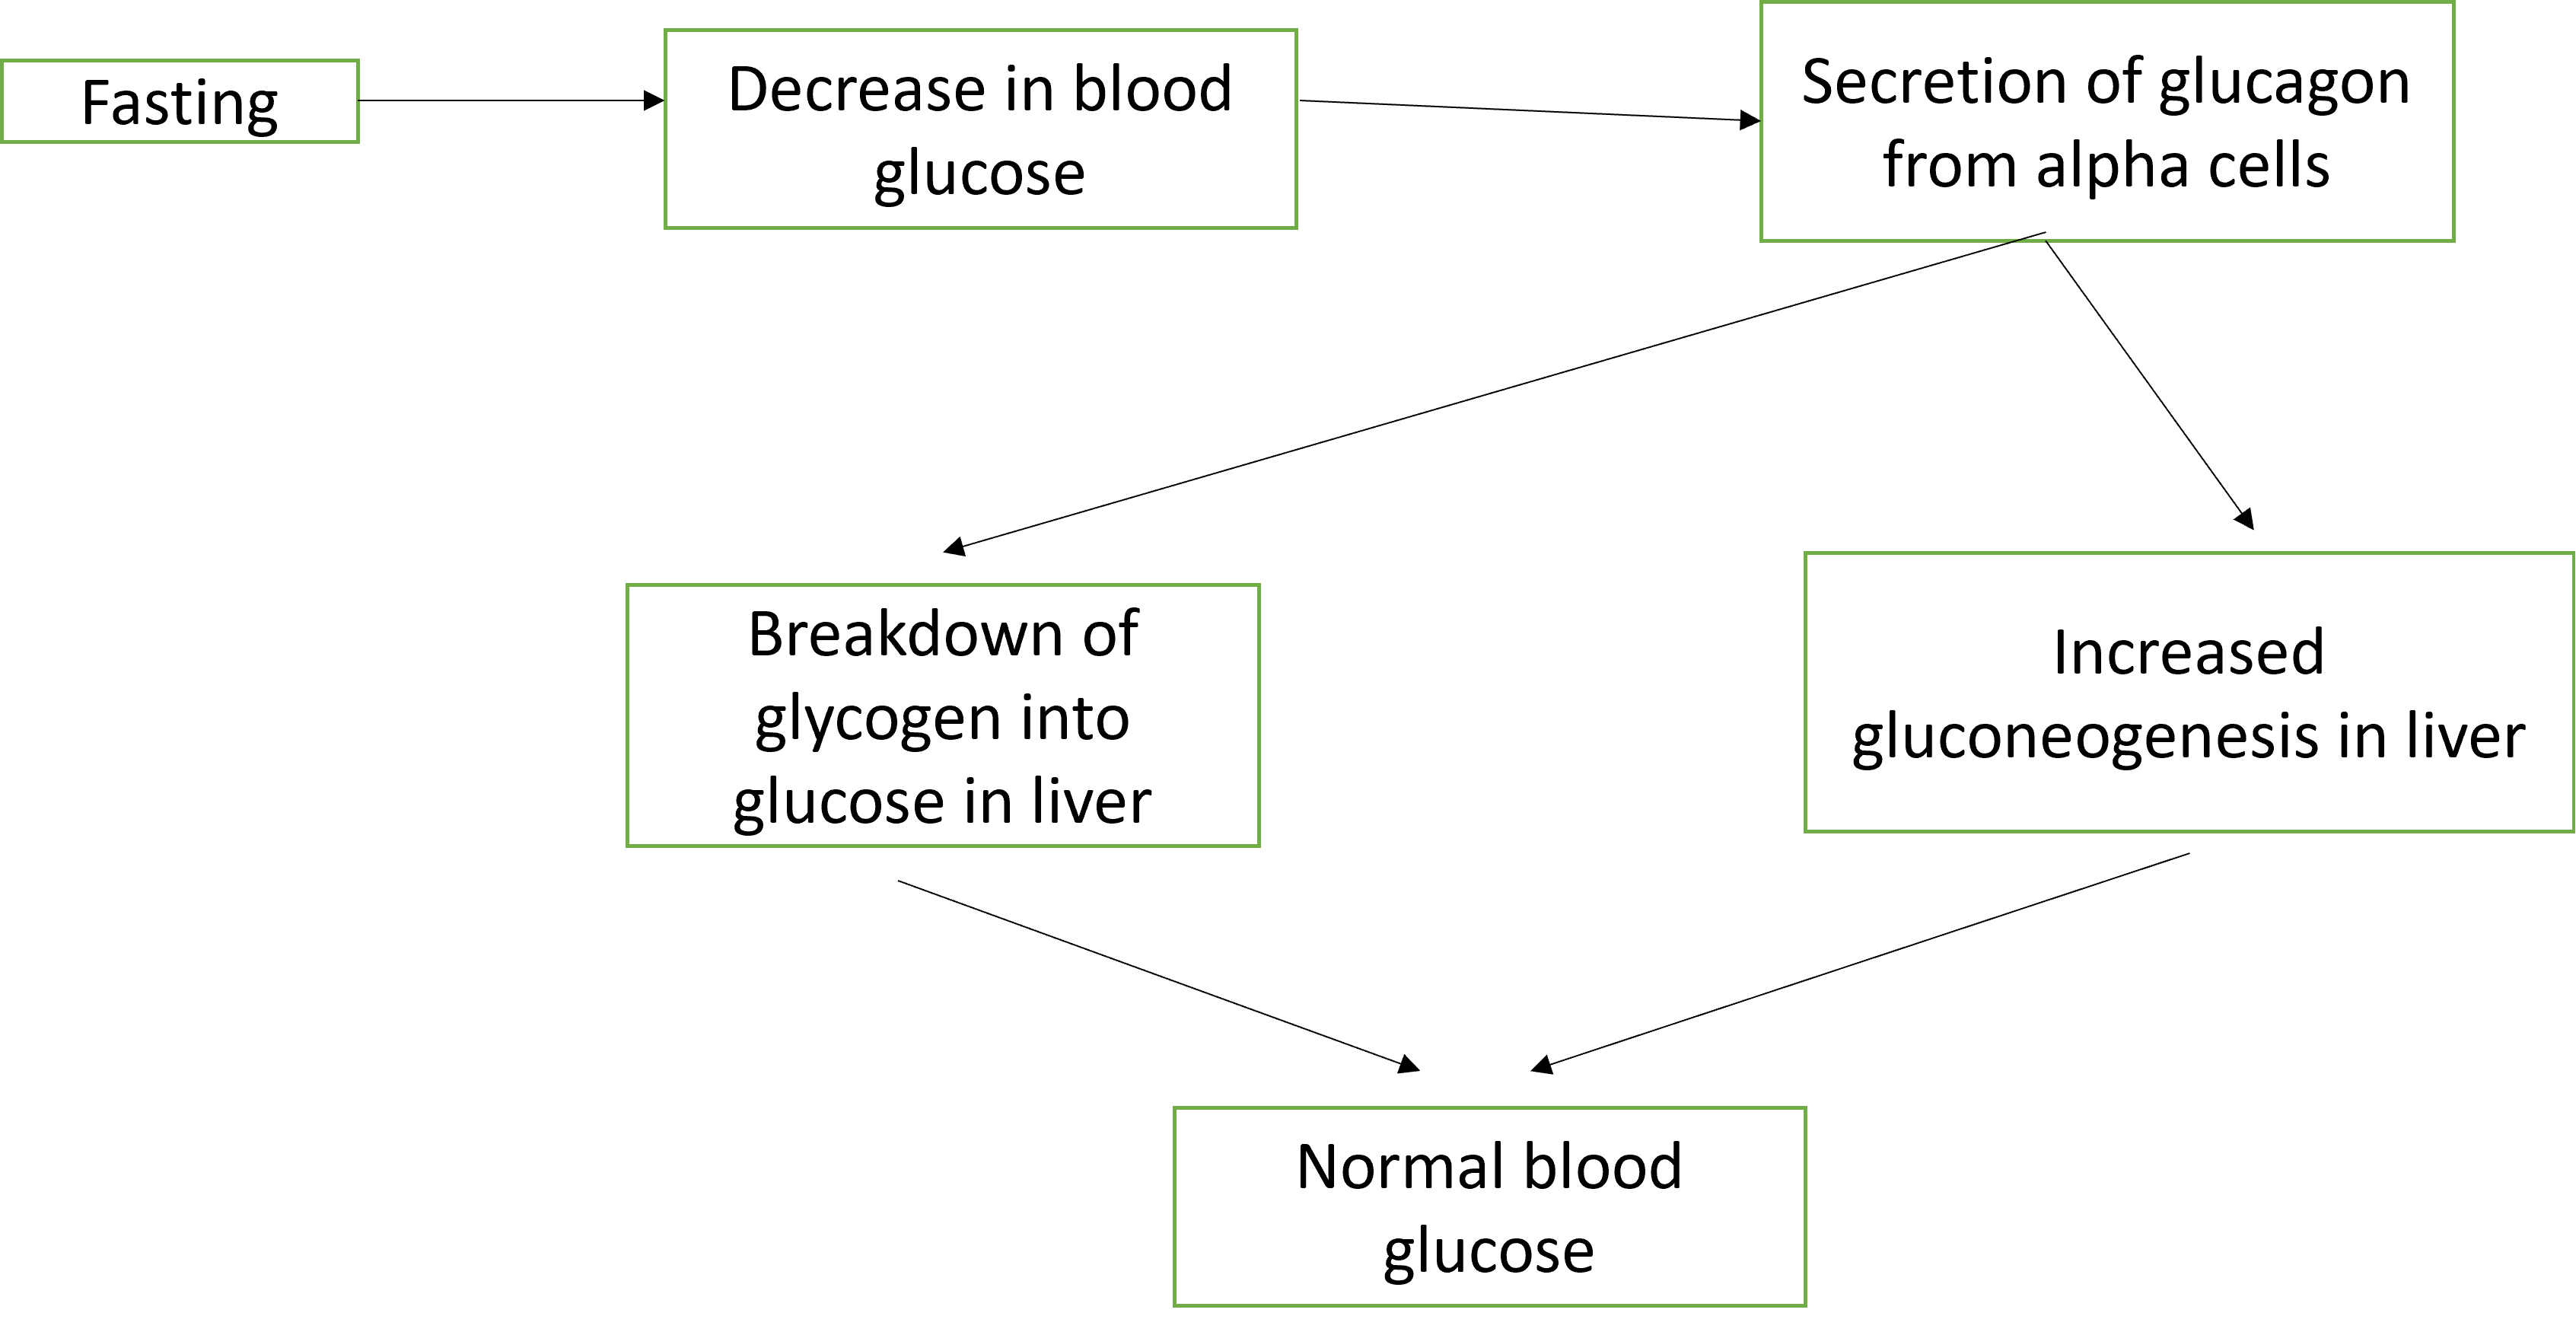 Fasting
Decrease in blood
glucose
Secretion of glucagon
from alpha cells
Breakdown of
glycogen into
glucose in liver
Increased
gluconeogenesis in liver
Normal blood
glucose